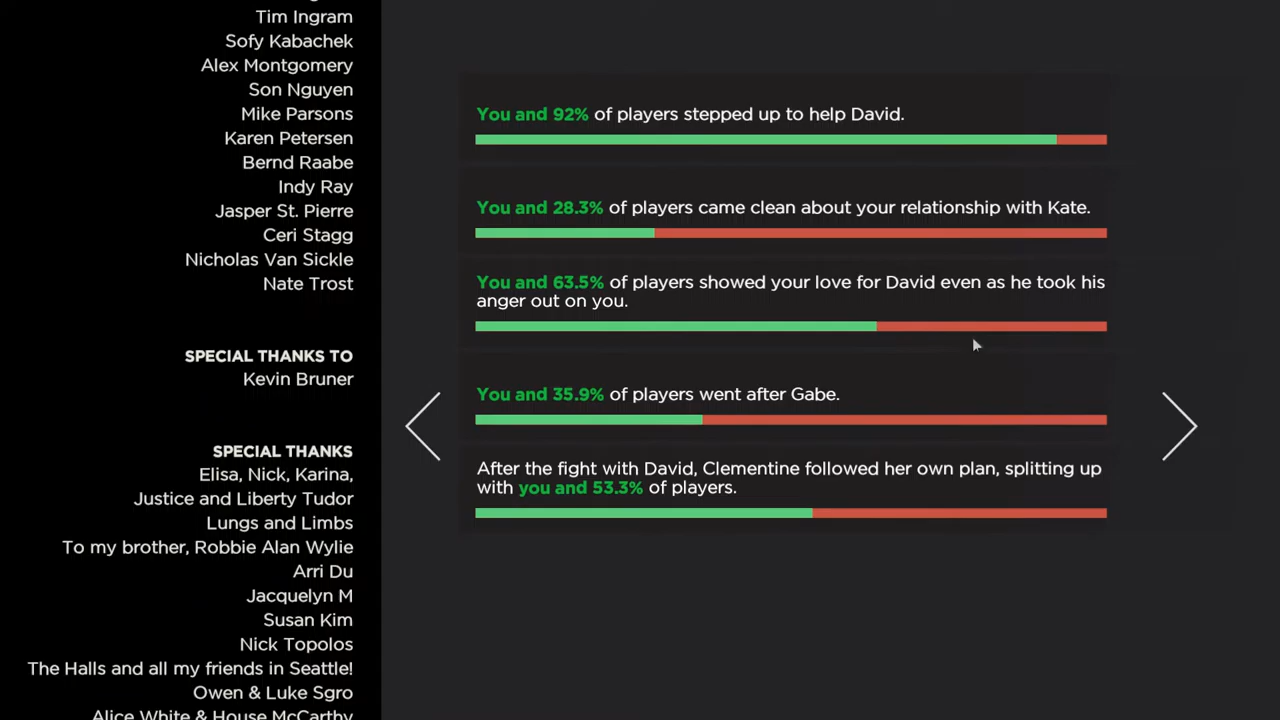 Tim Ingram
Sofy Kabachek
Alex Montgomery
Son Nguyen
Mike Parsons
Karen Petersen
Bernd Raabe
Indy Ray
Jasper St. Pierre
Ceri Stagg
Nicholas Van Sickle
Nate Trost
SPECIAL THANKS TO
Kevin Bruner
SPECIAL THANKS
Elisa, Nick, Karina,
Justice and Liberty Tudor
Lungs and Limbs
To my brother, Robbie Alan Wylie
Arri Du
Jacquelyn M
Susan Kim
Nick Topolos
The Halls and all my friends in Seattle!
Owen & Luke Sgro
Alice White & House McCarthy
You and 92% of players stepped up to help David.
You and 28.3% of players came clean about your relationship with Kate.
You and 63.5% of players showed your love for David even as he took his
anger out on you.
You and 35.9% of players went after Gabe.
After the fight with David, Clementine followed her own plan, splitting up
with you and 53.3% of players.